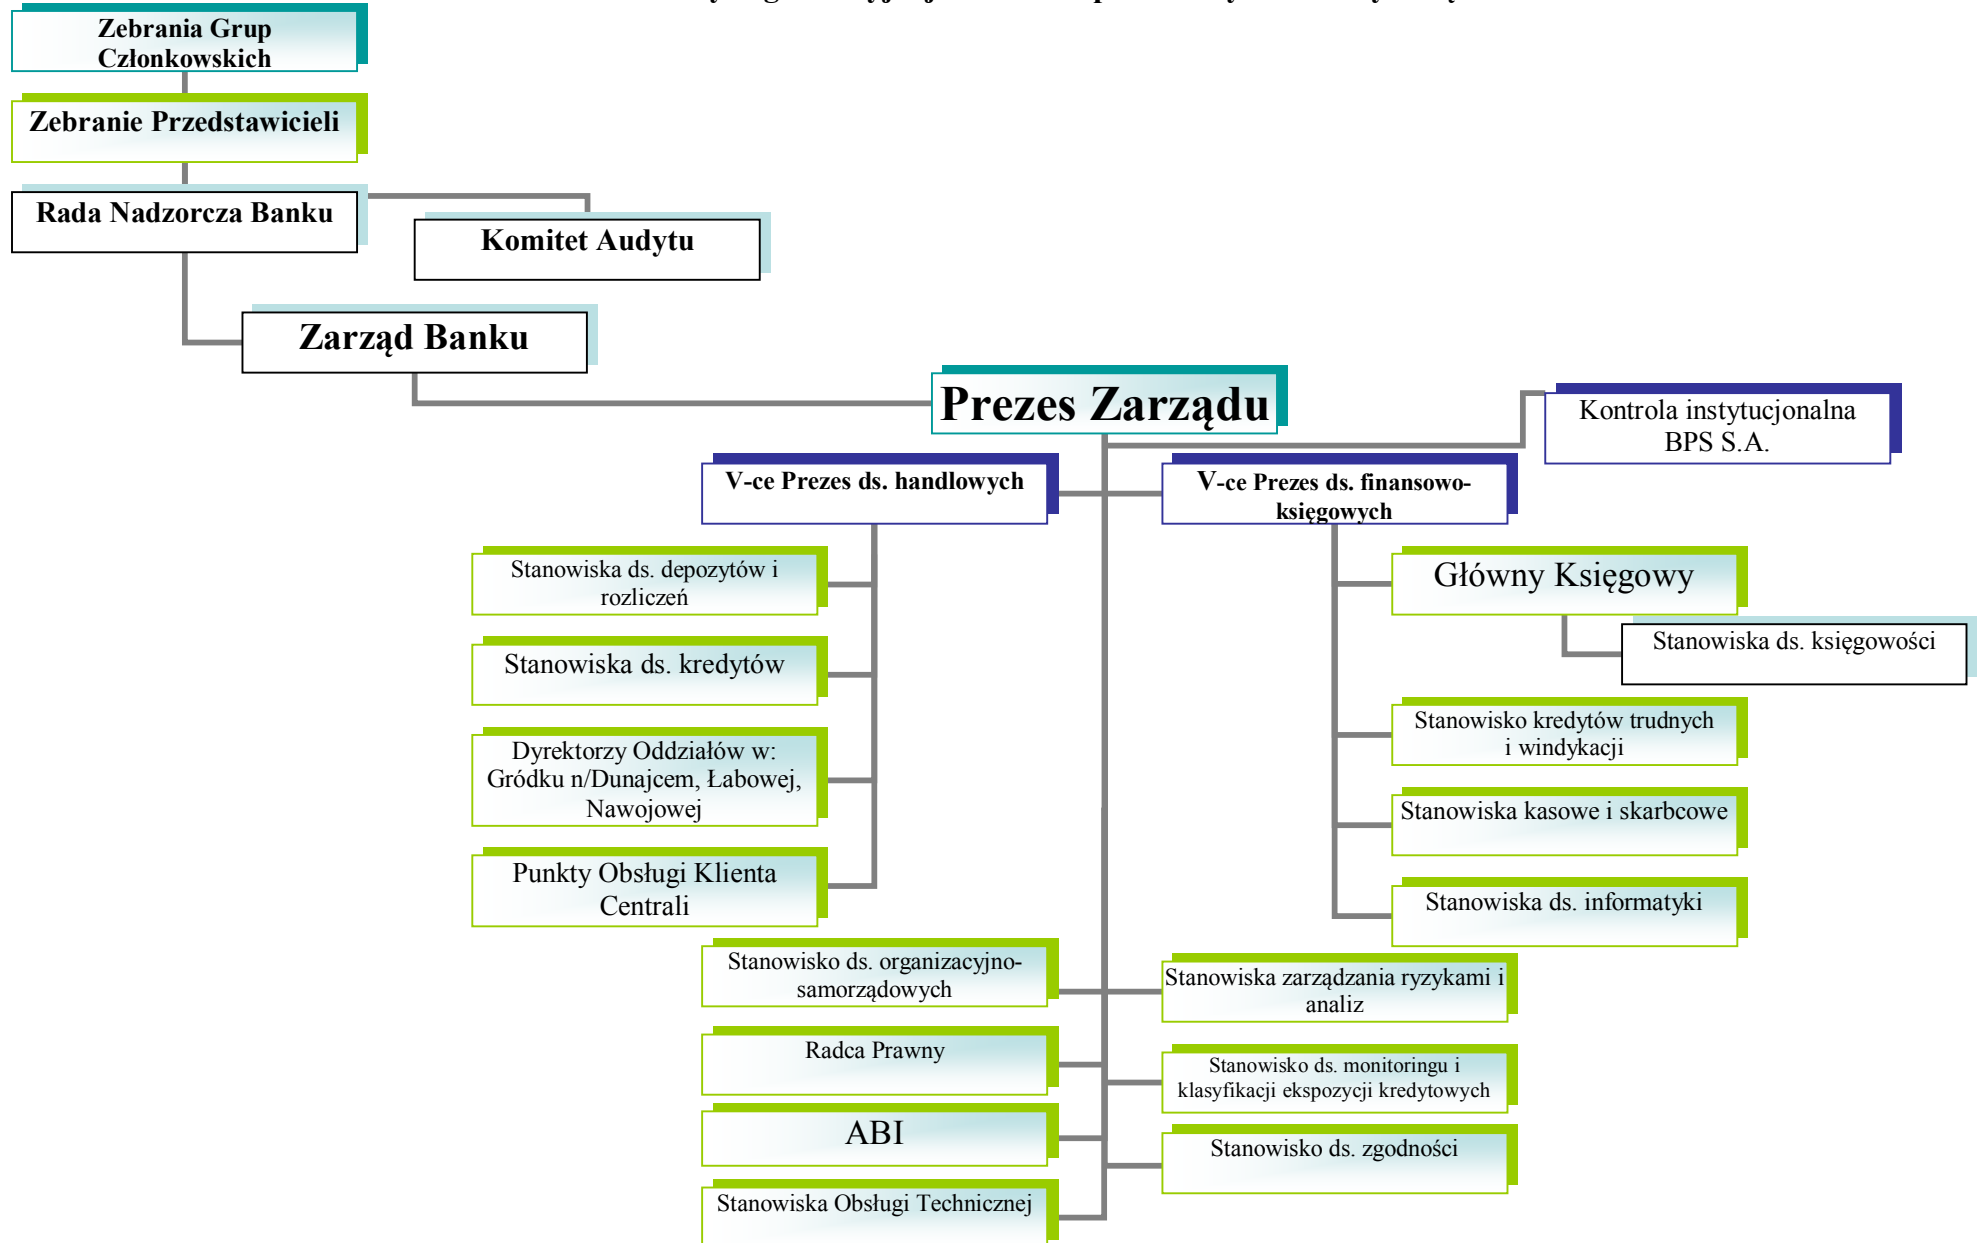 Zebrania Grup
Członkowskich
Zebranie Przedstawicieli
Rada Nadzorcza Banku
Komitet Audytu
Zarząd Banku
Prezes Zarządu
Kontrola instytucjonalna
BPS S.A.
V-ce Prezes ds. handlowych
V-ce Prezes ds. finansowo-
księgowych
Stanowiska ds. depozytów i
rozliczeń
Główny Księgowy
Stanowiska ds. księgowości
Stanowiska ds. kredytów
Stanowisko kredytów trudnych
i windykacji
Dyrektorzy Oddziałów w:
Gródku n/Dunajcem, Łabowej,
Nawojowej
Stanowiska kasowe i skarbcowe
Punkty Obsługi Klienta
Centrali
Stanowiska ds. informatyki
Stanowisko ds. organizacyjno-
samorządowych
Stanowiska zarządzania ryzykami i
analiz
Radca Prawny
Stanowisko ds. monitoringu i
klasyfikacji ekspozycji kredytowych
ABI
Stanowisko ds. zgodności
Stanowiska Obsługi Technicznej